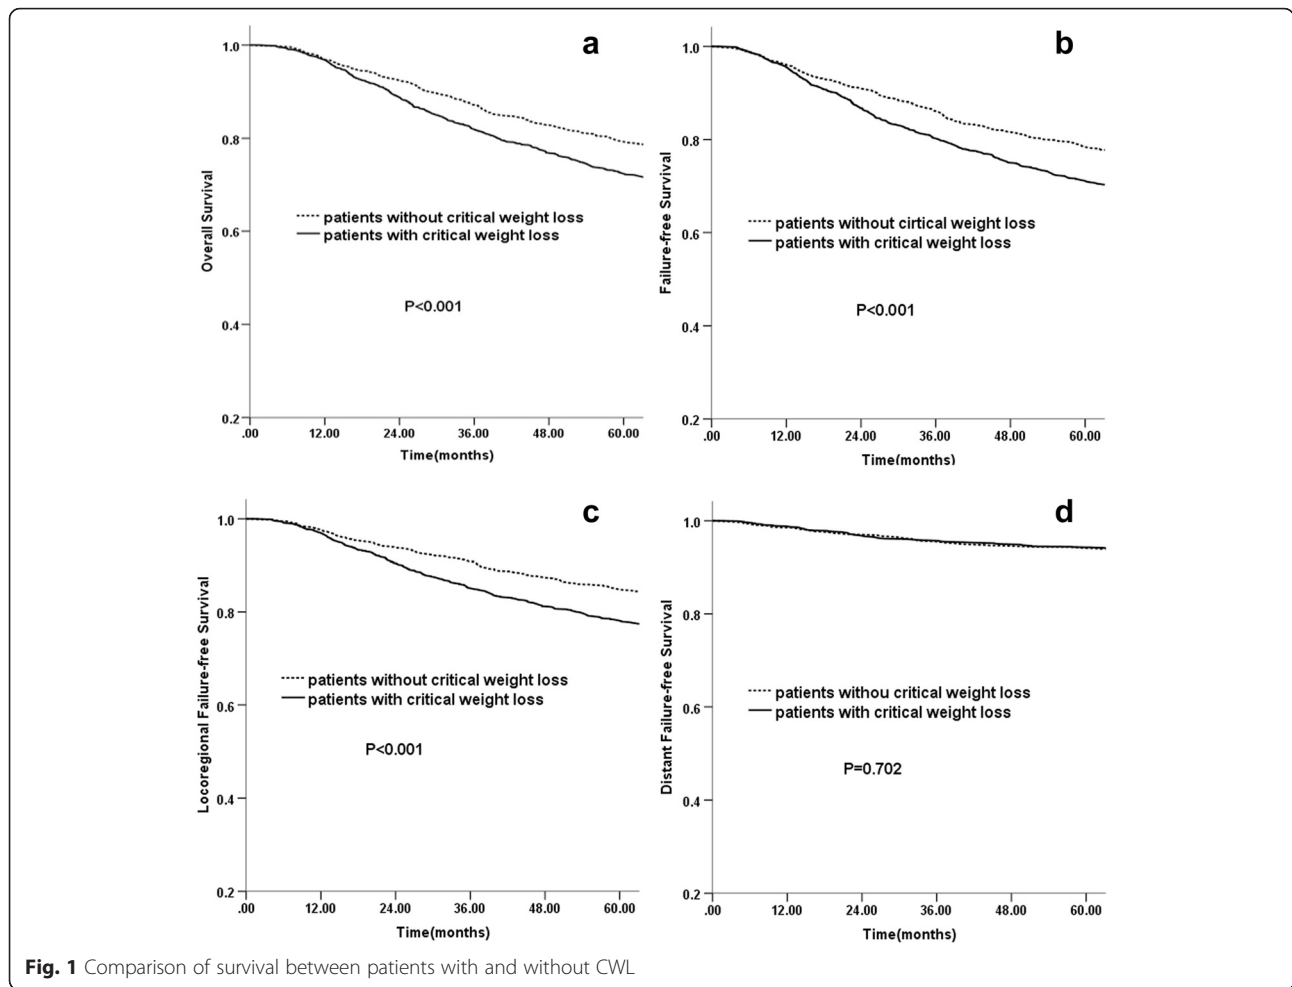 a
1.0
0.8
0.6
0.4
0.2
Overall Survival
patients without critical weight loss
patients with critical weight loss
P<0.001
.00 12.00 24.00 36.00 48.00 60.00
Time(months)
b
1.0
0.8
0.6
0.4
0.2
Failure-free Survival
patients without cirtical weight loss
patients with critical weight loss
P<0.001
.00 12.00 24.00 36.00 48.00 60.00
Time(months)
c
1.0
0.8
0.6
0.4
0.2
Locoregional Failure-free Survival
patients without critical weight loss
patients with critical weight loss
P<0.001
.00 12.00 24.00 36.00 48.00 60.00
Time(months)
d
1.0
0.8
0.6
0.4
0.2
Distant Failure-free Survival
patients withou critical weight loss
patients with critical weight loss
P=0.702
.00 12.00 24.00 36.00 48.00 60.00
Time(months)
Fig. 1 Comparison of survival between patients with and without CWL